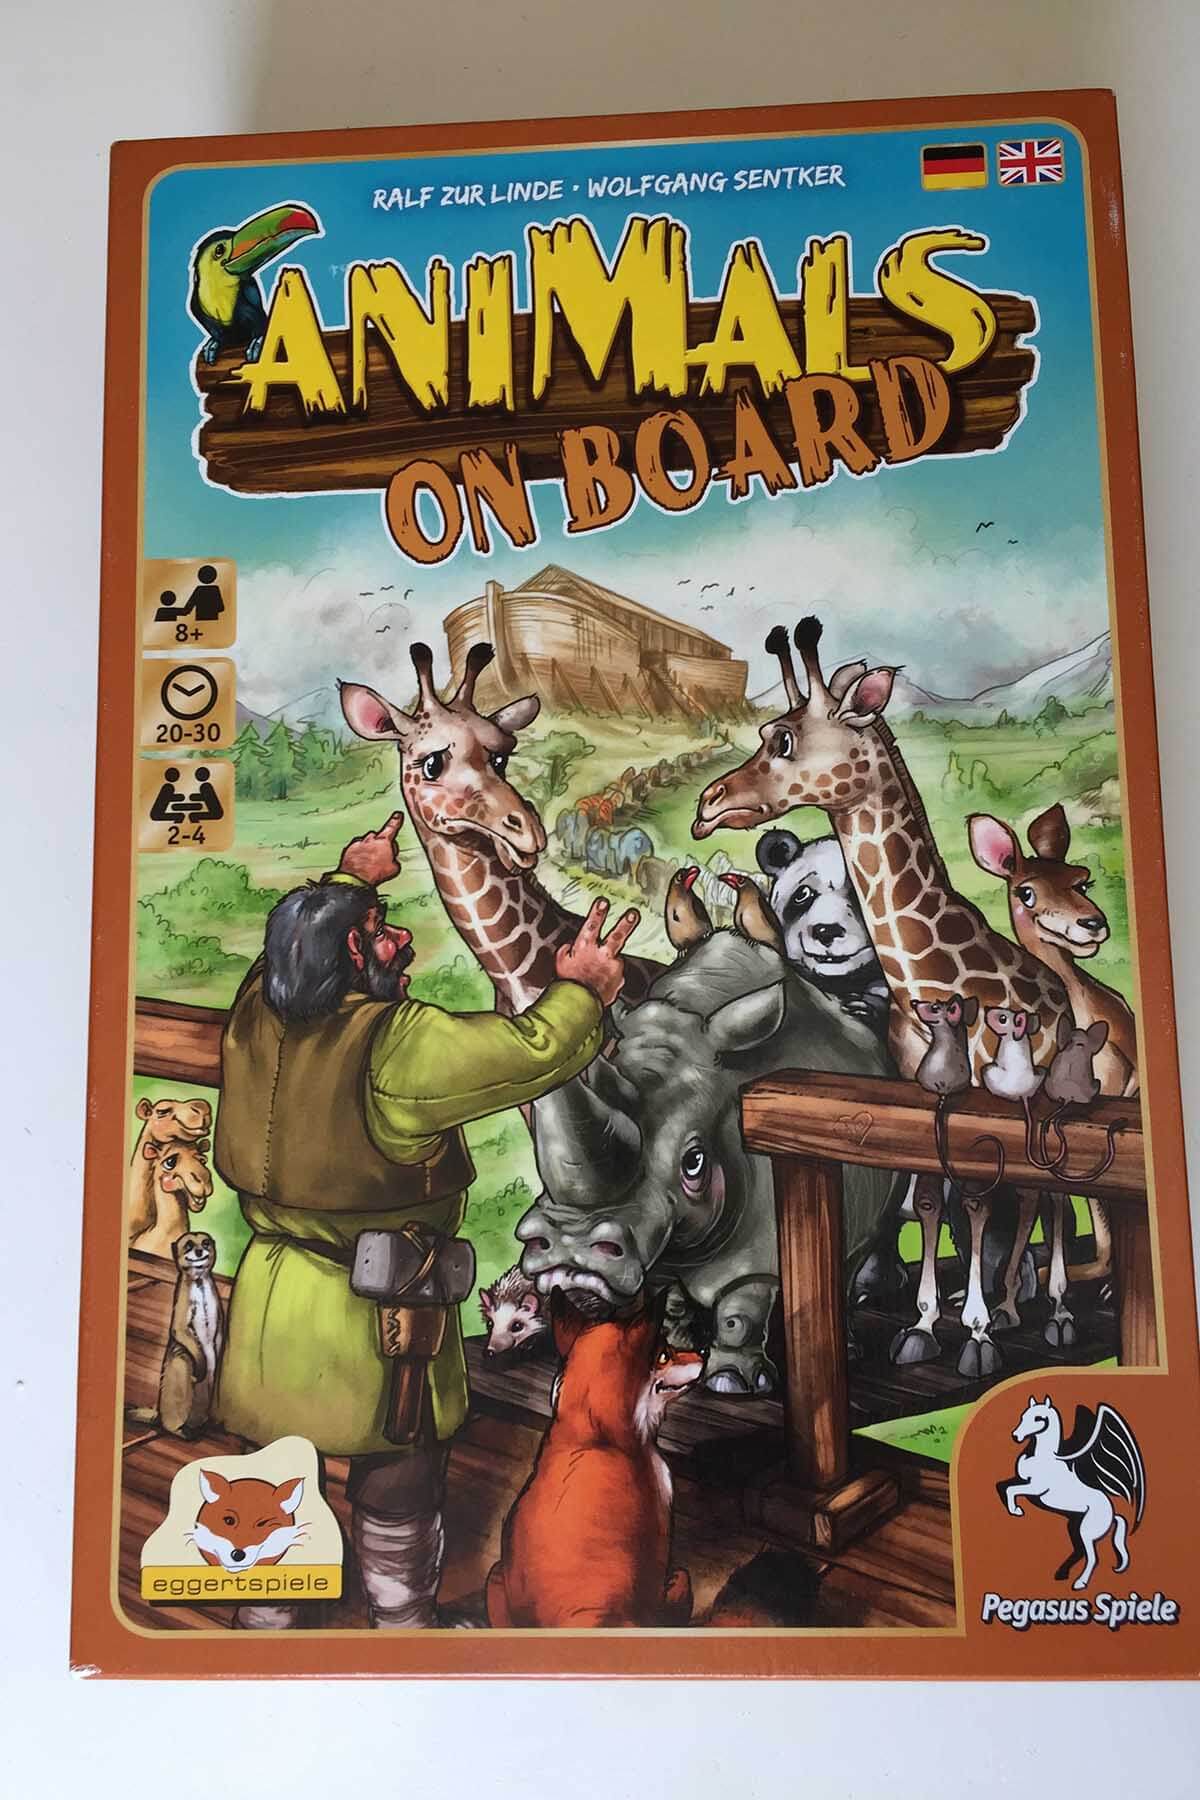 RALF ZUR LINDE · WOLFGANG SENTKER
ANIMALS
ON BOARD
8+
20-30
2-4
eggertspiele
Pegasus Spiele